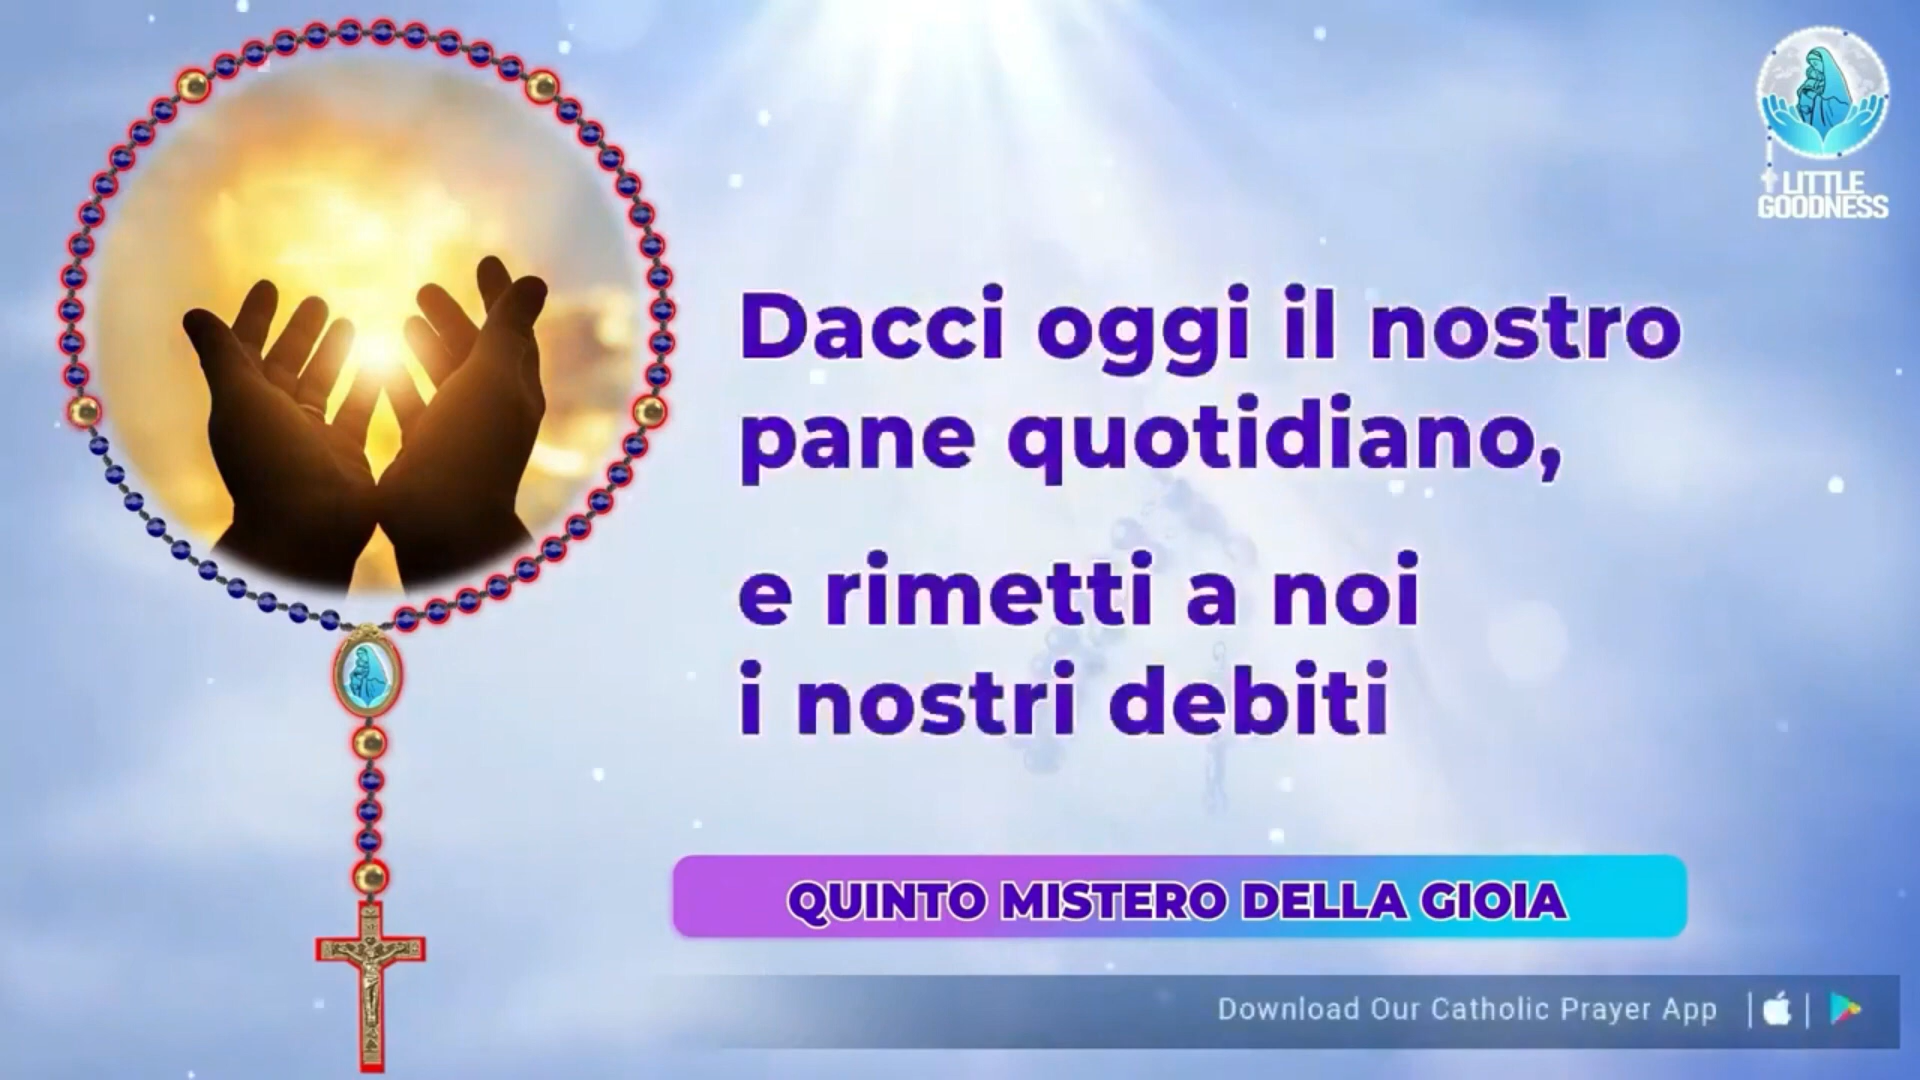 LITTLE
GOODNESS
Dacci oggi il nostro
pane quotidiano,
e rimetti a noi
i nostri debiti
QUINTO MISTERO DELLA GIOIA
Download Our Catholic Prayer App